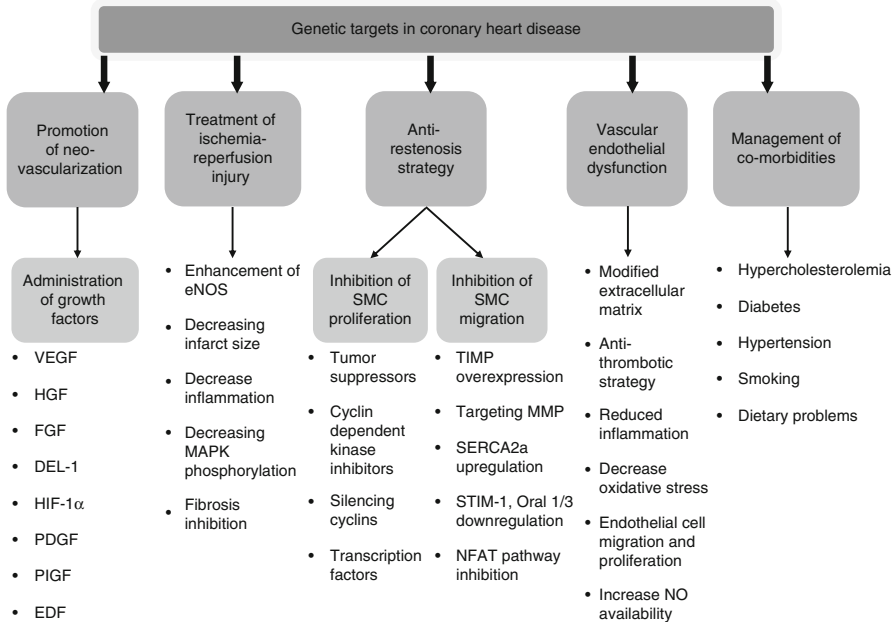 Genetic targets in coronary heart disease
Promotion
of neo-
vascularization
Treatment of
ischemia-
reperfusion
injury
Anti-
restenosis
strategy
Vascular
endothelial
dysfunction
Management of
co-morbidities
Administration
of growth
factors
• VEGF
• HGF
• FGF
• DEL-1
• HIF-1α
• PDGF
• PIGF
• EDF
• Enhancement of
eNOS
• Decreasing
infarct size
• Decrease
inflammation
• Decreasing
MAPK
phosphorylation
• Fibrosis
inhibition
Inhibition of
SMC
proliferation
• Tumor
suppressors
• Cyclin
dependent
kinase
inhibitors
• Silencing
cyclins
• Transcription
factors
Inhibition of
SMC
migration
• TIMP
overexpression
• Targeting MMP
• SERCA2a
upregulation
• STIM-1, Oral 1/3
downregulation
• NFAT pathway
inhibition
• Modified
extracellular
matrix
• Anti-
thrombotic
strategy
• Reduced
inflammation
• Decrease
oxidative stress
• Endothelial cell
migration and
proliferation
• Increase NO
availability
• Hypercholesterolemia
• Diabetes
• Hypertension
• Smoking
• Dietary problems